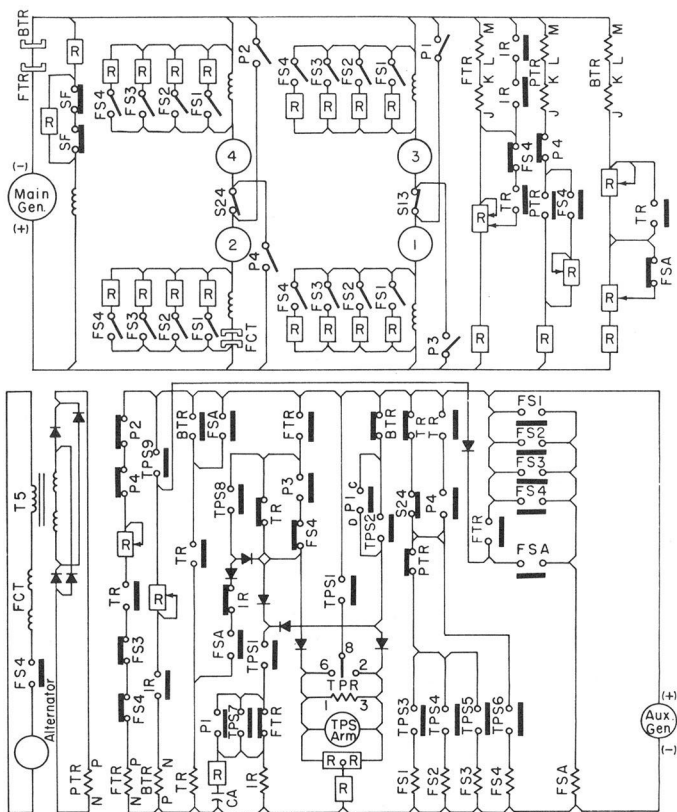 BTR
FTR
(-)
Main
Gen.
(+)
R
SF
R
SF
R
R
R
R
FS4
FS3
FS2
FS1
4
S24
2
R
R
R
R
FS4
FS3
FS2
FS1
FCT
P2
P4
FS4
FS3
FS2
FS1
R
R
R
R
3
S13
1
FS4
FS3
FS2
FS1
R
R
R
R
P1
P3
M
FTR
K L
J
R
R
IR
IR
FS4
TR
M
PTR
K L
J
P4
PTR
FS4
R
R
M
BTR
K L
J
R
TR
FSA
R
T5
FCT
FS4
Alternator
PTR
P
N
P2
P4
R
TR
FS3
FS4
FTR
P
N
TPS9
R
IR
BTR
N
P
BTR
FSA
TR
TR
TPS8
IR
FSA
P1
TPS7
R
CA
TR
TPS1
FTR
IR
FTR
P3
FS4
TPS1
8
6
2
TPR
1
3
TPS
Arm
R
R
R
BTR
P1
D
C
TPS2
TR
TR
S24
P4
PTR
TPS3
TPS4
TPS5
TPS6
FS1
FS2
FS3
FS4
FS1
FS2
FS3
FS4
FTR
FSA
FSA
(+)
Aux.
Gen
(-)